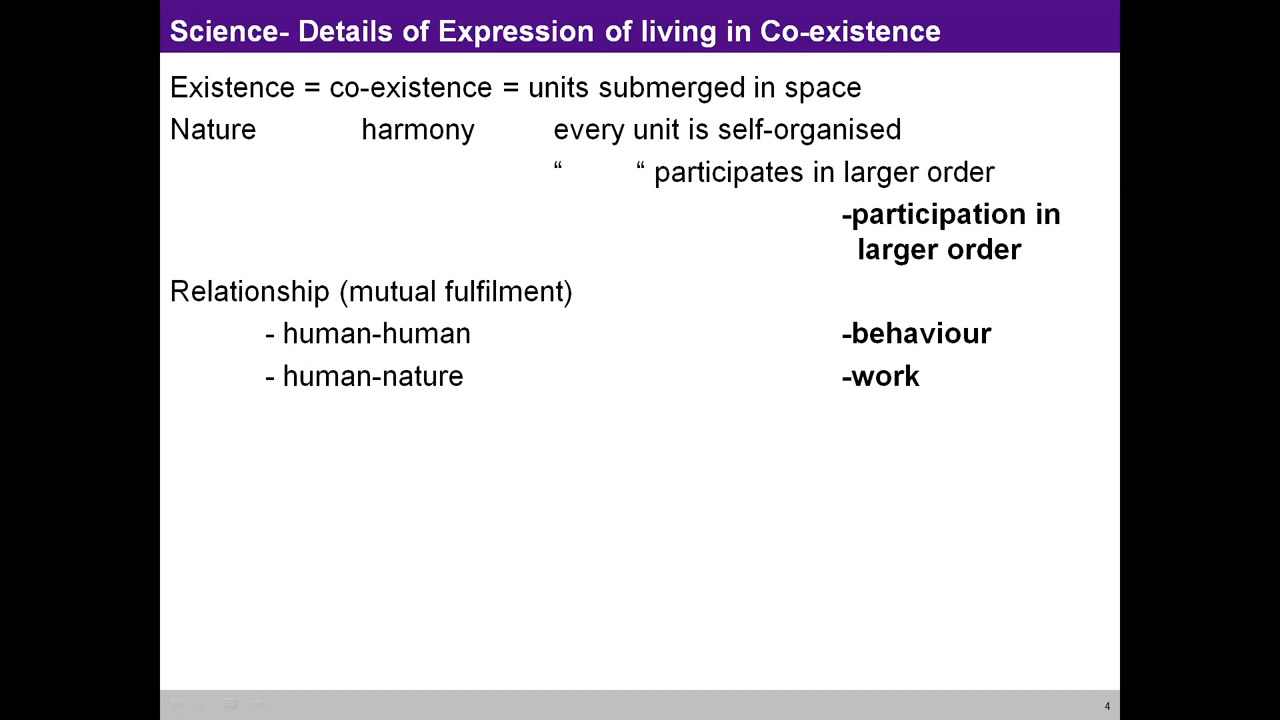 Science- Details of Expression of living in Co-existence
Existence = co-existence = units submerged in space
Nature harmony every unit is self-organised
“ “ participates in larger order
-participation in
larger order
Relationship (mutual fulfilment)
- human-human -behaviour
- human-nature -work
4